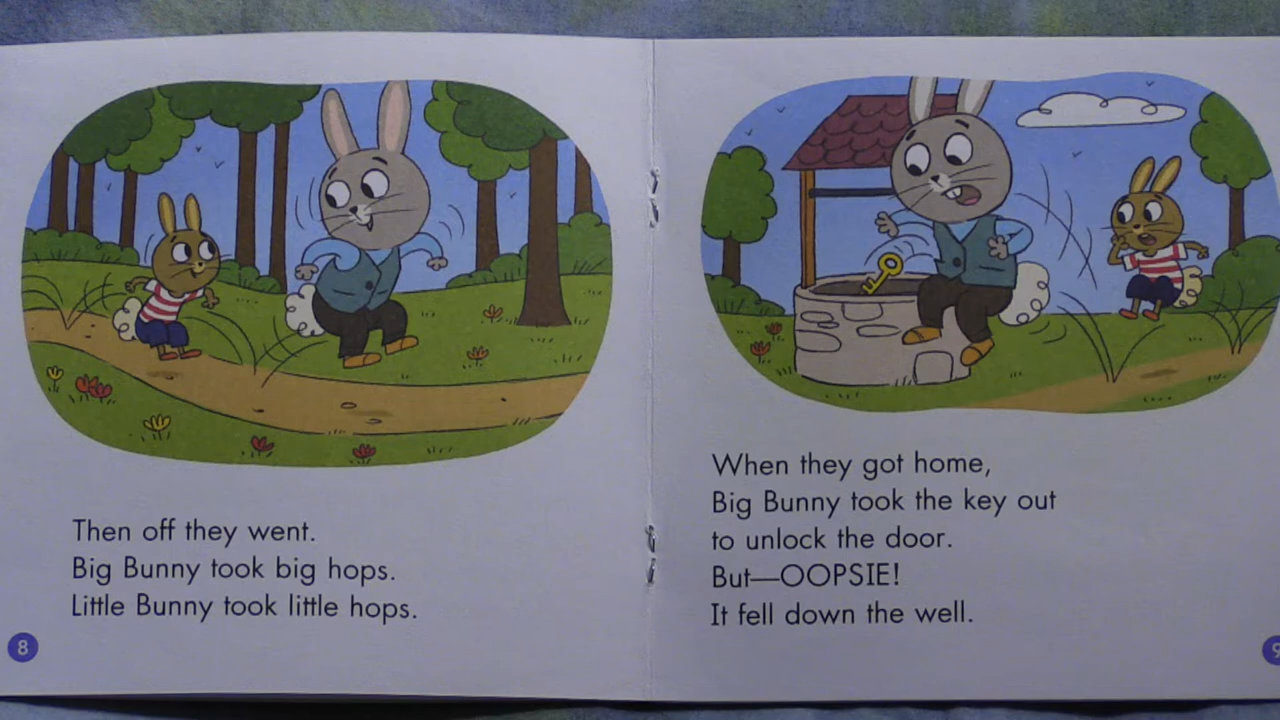 Then off they went.
Big Bunny took big hops.
Little Bunny took little hops.
8
When they got home,
Big Bunny took the key out
to unlock the door.
But—OOPSIE!
It fell down the well.
9